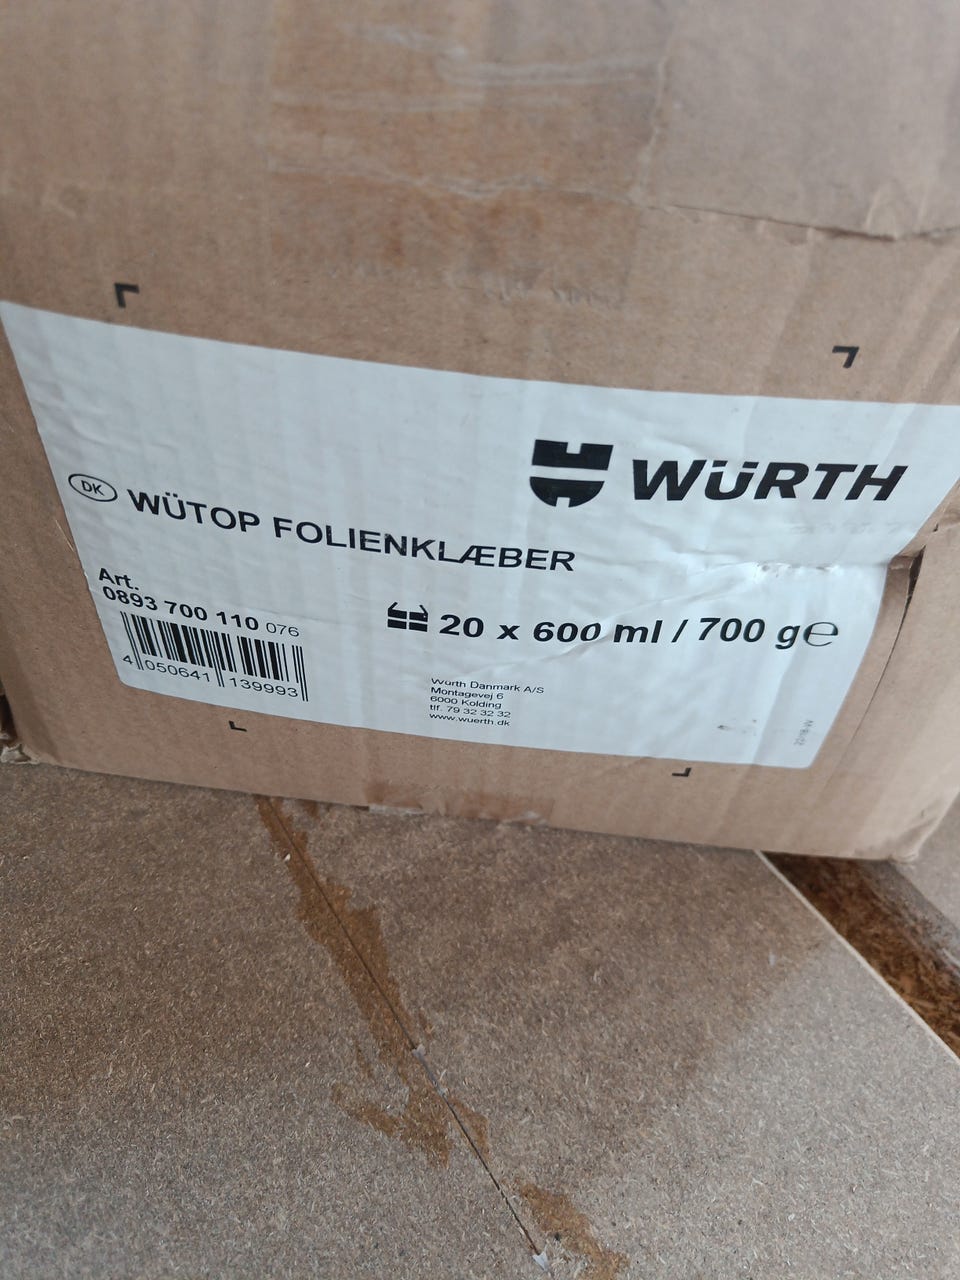 WÜRTH
DK WÜTOP FOLIENKLÆBER
Art.
0893 700 110 076
20 x 600 ml / 700 g ℮
4 050641 139993
Würth Danmark A/S
Montagevej 6
6000 Kolding
tlf. 79 32 32 32
www.wuerth.dk